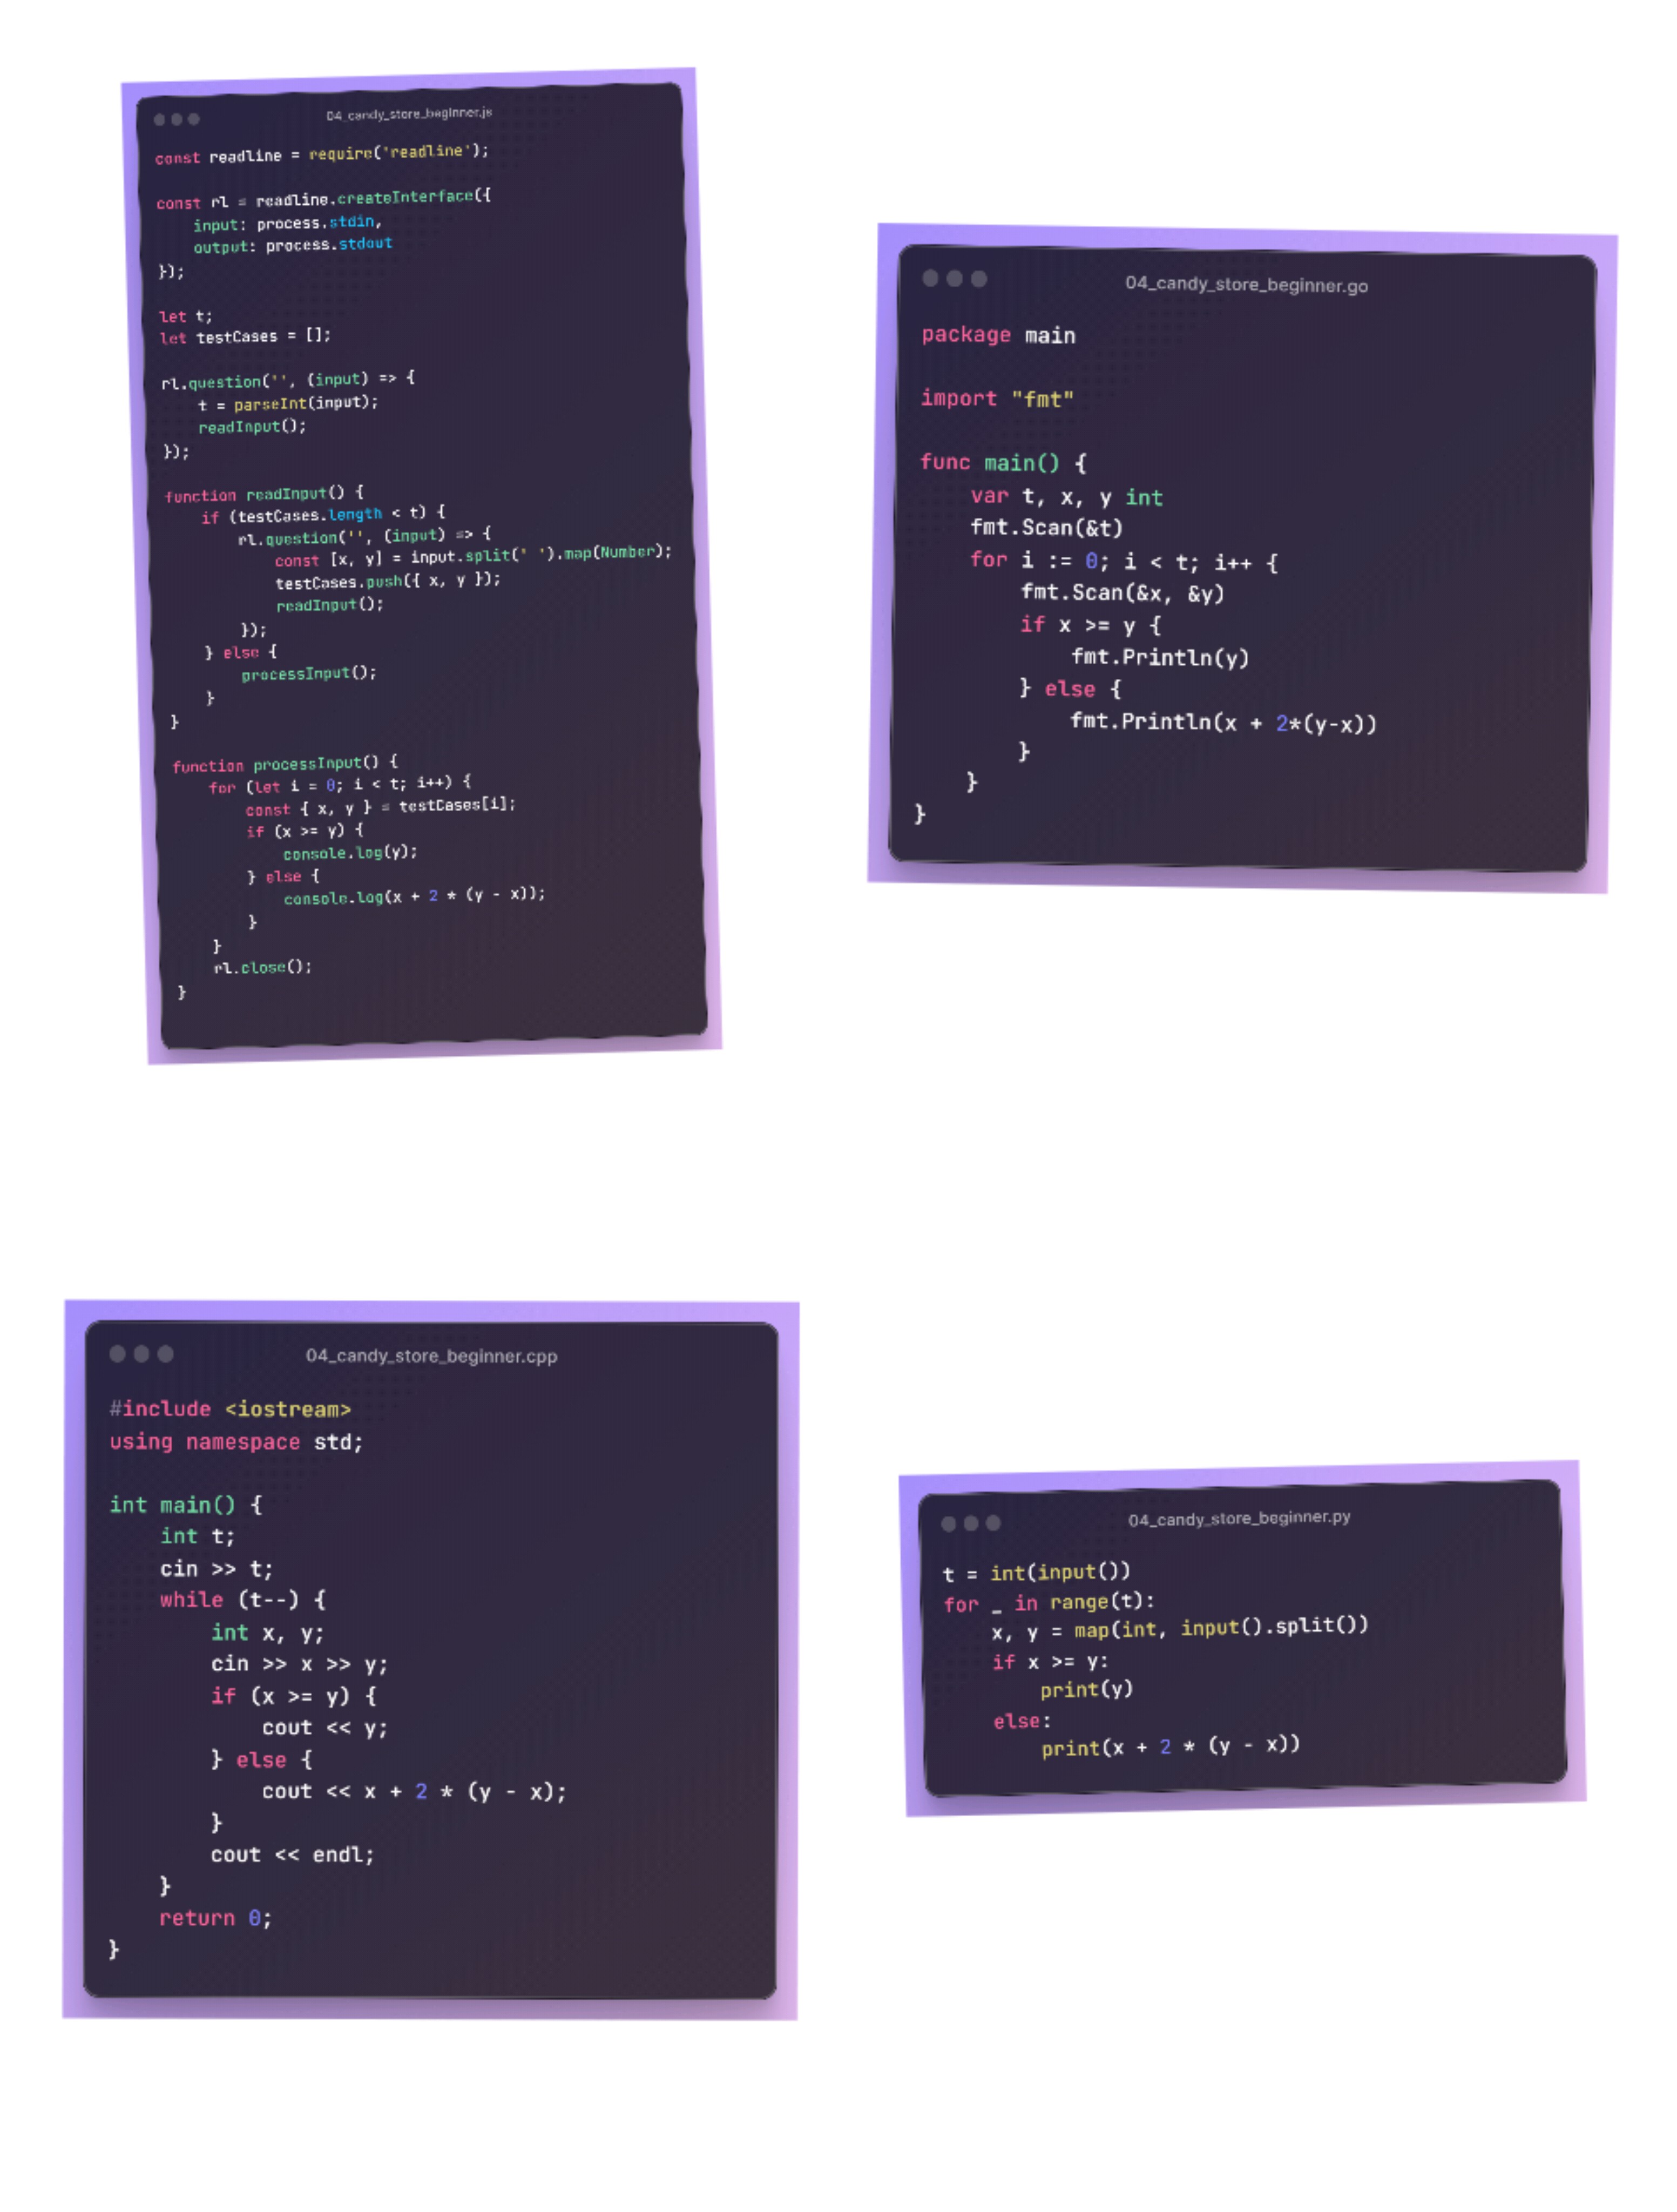 04_candy_store_beginner.js
const readline = require('readline');
const rl = readline.createInterface({
    input: process.stdin,
    output: process.stdout
});
let t;
let testCases = [];
rl.question('', (input) => {
    t = parseInt(input);
    readInput();
});
function readInput() {
    if (testCases.length < t) {
        rl.question('', (input) => {
            const [x, y] = input.split(' ').map(Number);
            testCases.push({ x, y });
            readInput();
        });
    } else {
        processInput();
    }
}
function processInput() {
    for (let i = 0; i < t; i++) {
        const { x, y } = testCases[i];
        if (x >= y) {
            console.log(y);
        } else {
            console.log(x + 2 * (y - x));
        }
    }
    rl.close();
}
04_candy_store_beginner.go
package main
import "fmt"
func main() {
    var t, x, y int
    fmt.Scan(&t)
    for i := 0; i < t; i++ {
        fmt.Scan(&x, &y)
        if x >= y {
            fmt.Println(y)
        } else {
            fmt.Println(x + 2*(y-x))
        }
    }
}
04_candy_store_beginner.cpp
#include <iostream>
using namespace std;
int main() {
    int t;
    cin >> t;
    while (t--) {
        int x, y;
        cin >> x >> y;
        if (x >= y) {
            cout << y;
        } else {
            cout << x + 2 * (y - x);
        }
        cout << endl;
    }
    return 0;
}
04_candy_store_beginner.py
t = int(input())
for _ in range(t):
    x, y = map(int, input().split())
    if x >= y:
        print(y)
    else:
        print(x + 2 * (y - x))